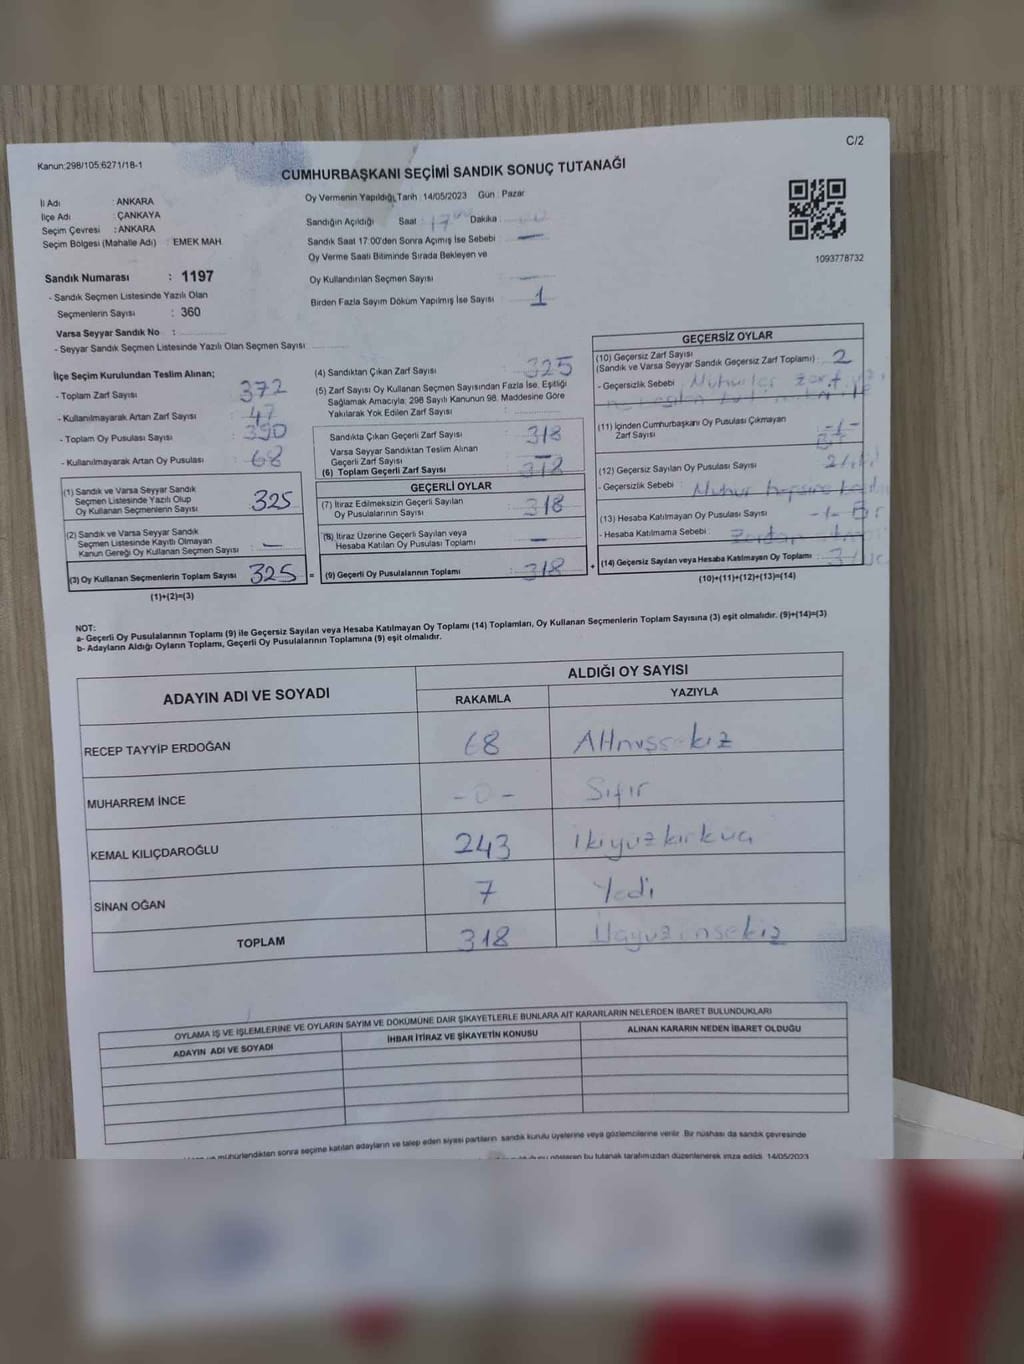 C/2
Kanun:298/105;6271/18-1
CUMHURBAŞKANI SEÇİMİ SANDIK SONUÇ TUTANAĞI
İl Adı : ANKARA
İlçe Adı : ÇANKAYA
Seçim Çevresi : ANKARA
Seçim Bölgesi (Mahalle Adı) : EMEK MAH.
Sandık Numarası : 1197
- Sandık Seçmen Listesinde Yazılı Olan
Seçmenlerin Sayısı : 360
Varsa Seyyar Sandık No :
- Seyyar Sandık Seçmen Listesinde Yazılı Olan Seçmen Sayısı
Oy Vermenin Yapıldığı Tarih : 14/05/2023 Gün : Pazar
Sandığın Açıldığı Saat : 17 Dakika :
Sandık Saat 17:00'den Sonra Açımış İse Sebebi : —
Oy Verme Saati Bitiminde Sırada Bekleyen ve
Oy Kullandırılan Seçmen Sayısı : —
Birden Fazla Sayım Döküm Yapılmış İse Sayısı : 1
1093778732
İlçe Seçim Kurulundan Teslim Alınan;
- Toplam Zarf Sayısı : 372
- Kullanılmayarak Artan Zarf Sayısı : 47
- Toplam Oy Pusulası Sayısı : 390
- Kullanılmayarak Artan Oy Pusulası : 68
(1) Sandık ve Varsa Seyyar Sandık
Seçmen Listesinde Yazılı Olup
Oy Kullanan Seçmenlerin Sayısı : 325
(2) Sandık ve Varsa Seyyar Sandık
Seçmen Listesinde Kayıtlı Olmayan
Kanun Gereği Oy Kullanan Seçmen Sayısı : —
(3) Oy Kullanan Seçmenlerin Toplam Sayısı : 325 =
(1)+(2)=(3)
(4) Sandıktan Çıkan Zarf Sayısı : 325
(5) Zarf Sayısı Oy Kullanan Seçmen Sayısından Fazla İse, Eşitliği
Sağlamak Amacıyla, 298 Sayılı Kanunun 98. Maddesine Göre
Yakılarak Yok Edilen Zarf Sayısı :
Sandıkta Çıkan Geçerli Zarf Sayısı : 318
Varsa Seyyar Sandıktan Teslim Alınan
Geçerli Zarf Sayısı : —
(6) Toplam Geçerli Zarf Sayısı : 318
GEÇERLİ OYLAR
(7) İtiraz Edilmeksizin Geçerli Sayılan
Oy Pusulalarının Sayısı : 318
(8) İtiraz Üzerine Geçerli Sayılan veya
Hesaba Katılan Oy Pusulası Toplamı : —
(9) Geçerli Oy Pusulalarının Toplamı : 318 +
GEÇERSİZ OYLAR
(10) Geçersiz Zarf Sayısı
(Sandık ve Varsa Seyyar Sandık Geçersiz Zarf Toplamı) : 2
- Geçersizlik Sebebi :
(11) İçinden Cumhurbaşkanı Oy Pusulası Çıkmayan
Zarf Sayısı : -1-
(12) Geçersiz Sayılan Oy Pusulası Sayısı : 2
- Geçersizlik Sebebi : Mühür
(13) Hesaba Katılmayan Oy Pusulası Sayısı : -1-
- Hesaba Katılmama Sebebi :
(14) Geçersiz Sayılan veya Hesaba Katılmayan Oy Toplamı :
(10)+(11)+(12)+(13)=(14)
NOT:
a- Geçerli Oy Pusulalarının Toplamı (9) ile Geçersiz Sayılan veya Hesaba Katılmayan Oy Toplamı (14) Toplamları, Oy Kullanan Seçmenlerin Toplam Sayısına (3) eşit olmalıdır. (9)+(14)=(3)
b- Adayların Aldığı Oyların Toplamı, Geçerli Oy Pusulalarının Toplamına (9) eşit olmalıdır.
ADAYIN ADI VE SOYADI
ALDIĞI OY SAYISI
RAKAMLA YAZIYLA
RECEP TAYYİP ERDOĞAN 68 Altmışsekiz
MUHARREM İNCE -0- Sıfır
KEMAL KILIÇDAROĞLU 243 İkiyüzkırküç
SİNAN OĞAN 7 Yedi
TOPLAM 318
OYLAMA İŞ VE İŞLEMLERİNE VE OYLARIN SAYIM VE DÖKÜMÜNE DAİR ŞİKAYETLERLE BUNLARA AİT KARARLARIN NELERDEN İBARET BULUNDUKLARI
ADAYIN ADI VE SOYADI İHBAR İTİRAZ VE ŞİKAYETİN KONUSU ALINAN KARARIN NEDEN İBARET OLDUĞU
mühürlendikten sonra seçime katılan adayların ve talep eden siyasi partilerin sandık kurulu üyelerine veya gözlemcilerine verilir. Bir nüshası da sandık çevresinde
gösteren bu tutanak tarafımızdan düzenlenerek imza edildi. 14/05/2023